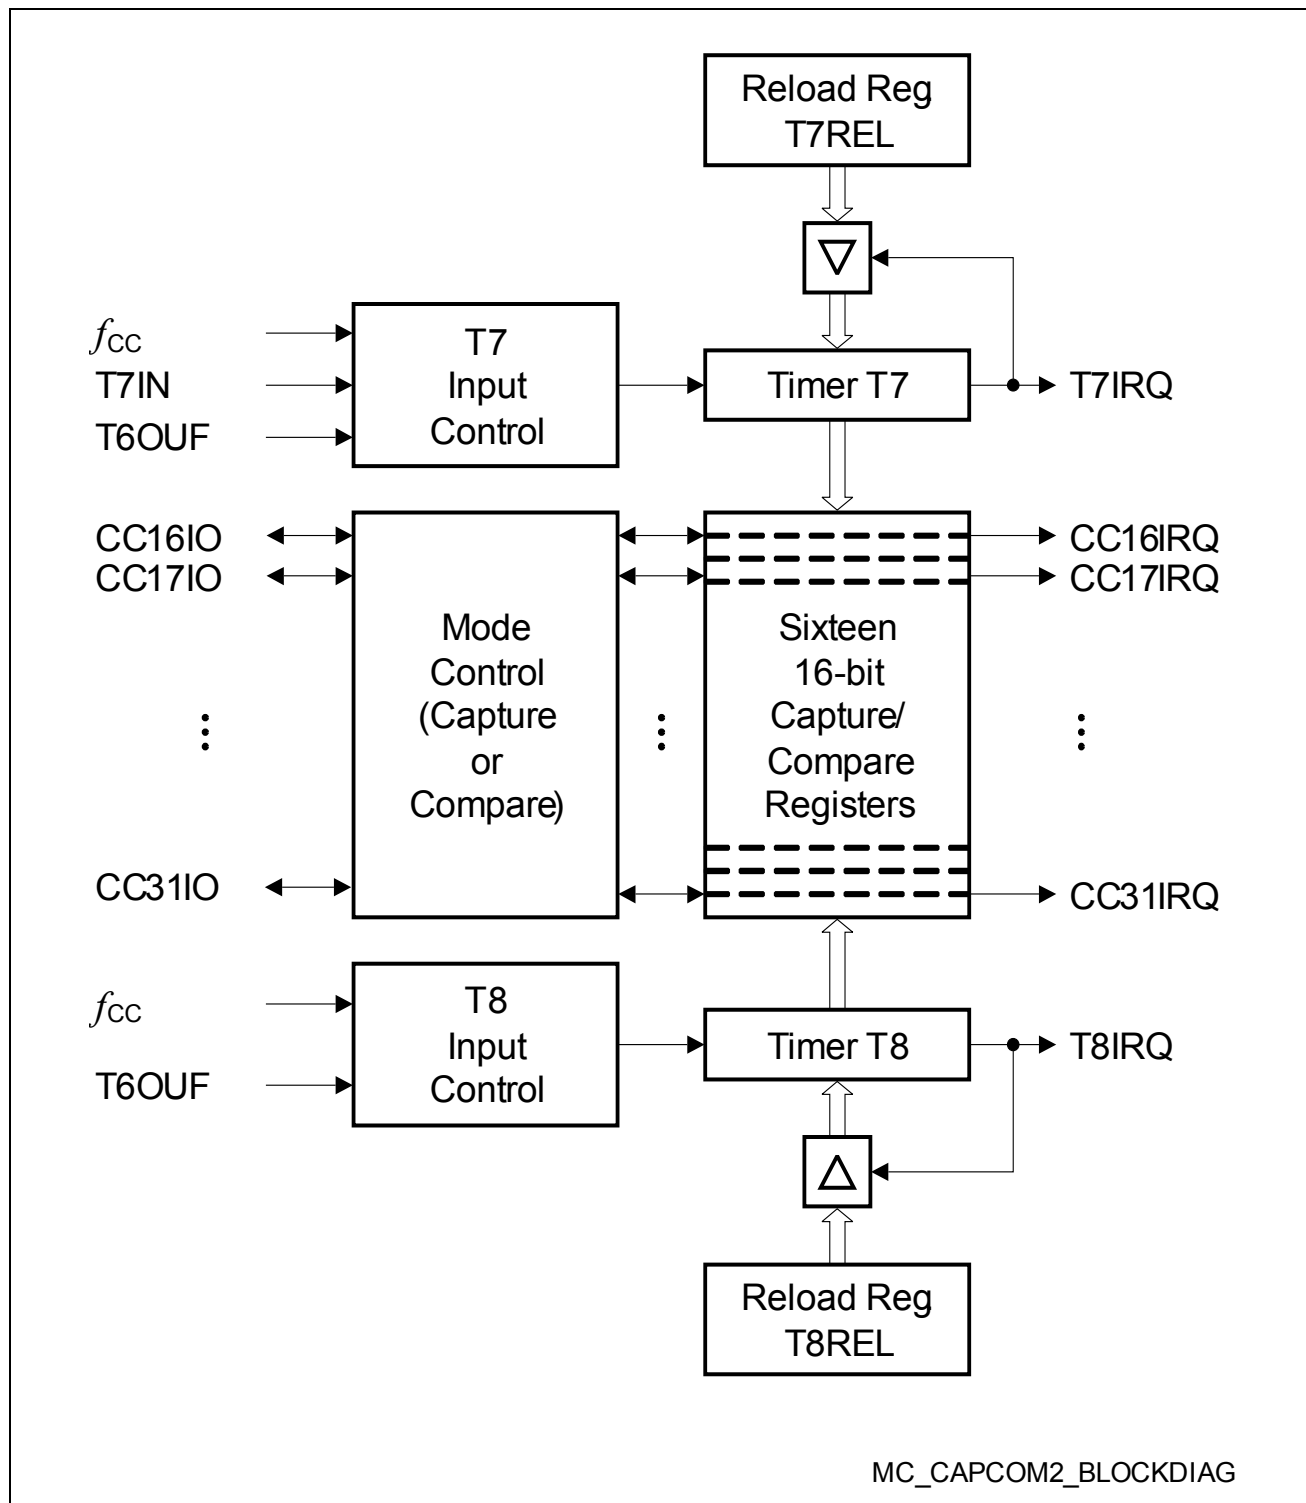 Reload Reg
T7REL
fCC
T7IN
T6OUF
T7
Input
Control
Timer T7
T7IRQ
CC16IO
CC17IO
CC31IO
Mode
Control
(Capture
or
Compare)
Sixteen
16-bit
Capture/
Compare
Registers
CC16IRQ
CC17IRQ
CC31IRQ
fCC
T6OUF
T8
Input
Control
Timer T8
T8IRQ
Reload Reg
T8REL
MC_CAPCOM2_BLOCKDIAG